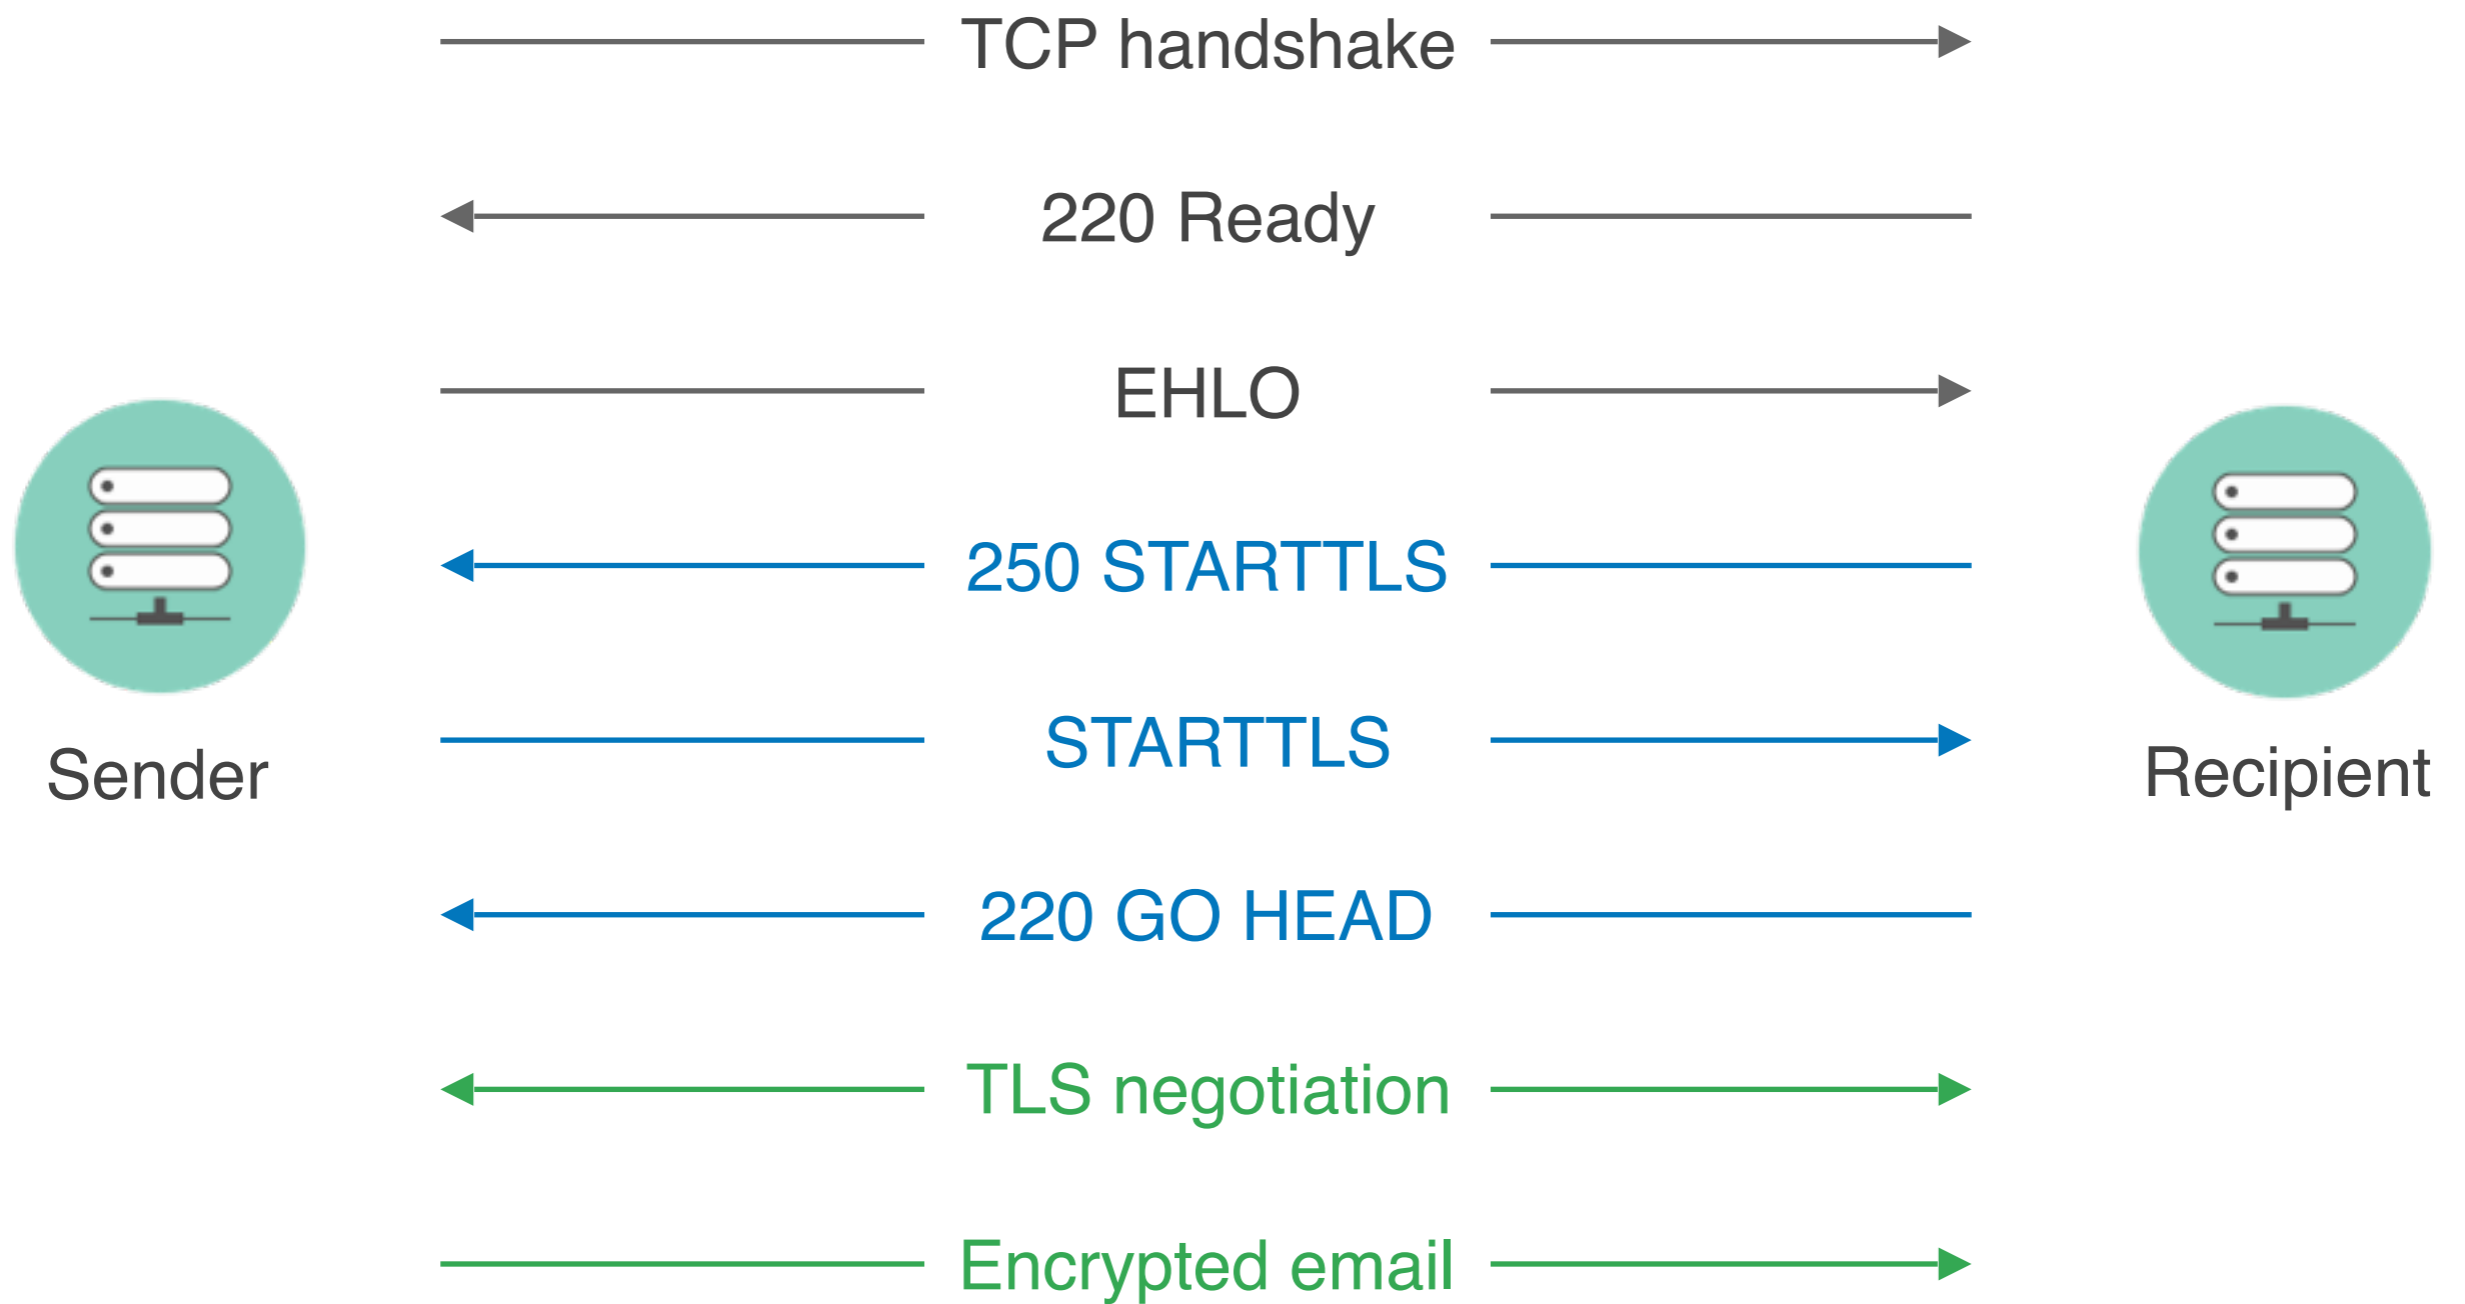 TCP handshake
220 Ready
EHLO
250 STARTTLS
STARTTLS
Sender
Recipient
220 GO HEAD
TLS negotiation
Encrypted email